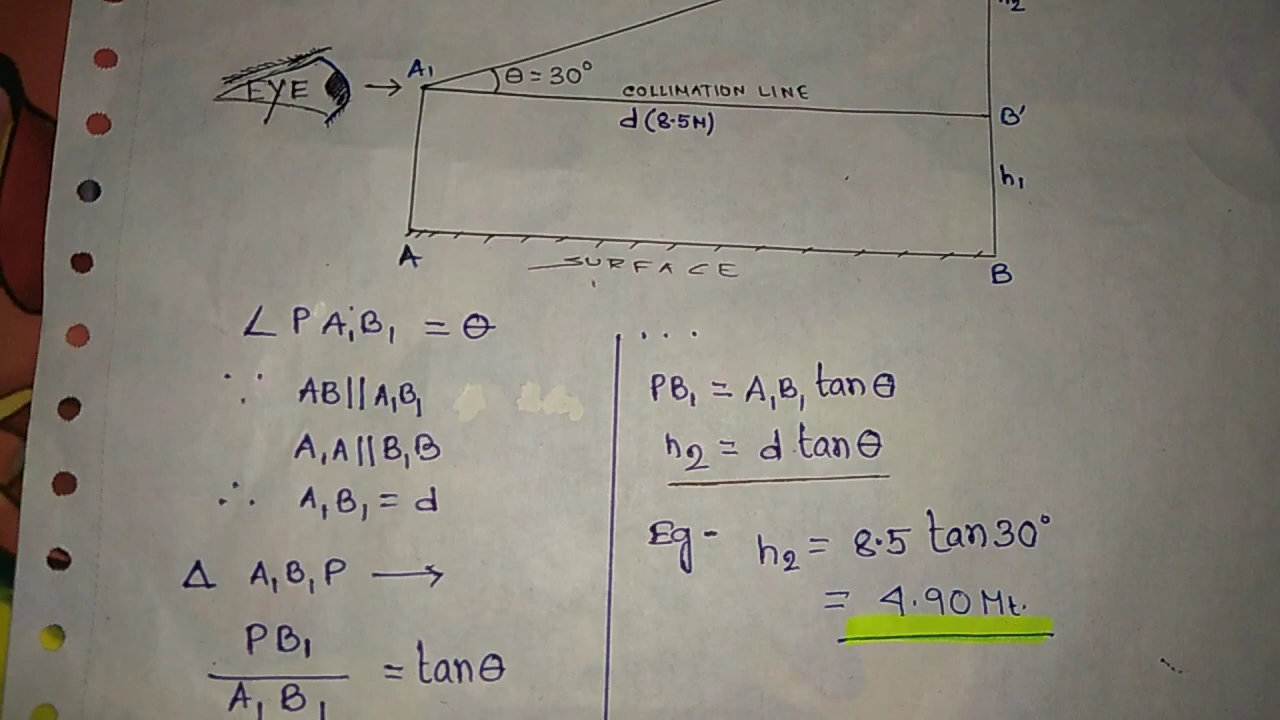 h2
EYE → A1 θ = 30°
COLLIMATION LINE
d (8.5M)
B'
h1
A
SURFACE
B
∠ PA1B1 = θ
∵ AB || A1B1
A1A || B1B
∴ A1B1 = d
Δ A1B1P →
PB1
A1B1
= tanθ
...
PB1 = A1B1 tanθ
h2 = d tanθ
Eg - h2 = 8.5 tan30°
= 4.90 Mt.